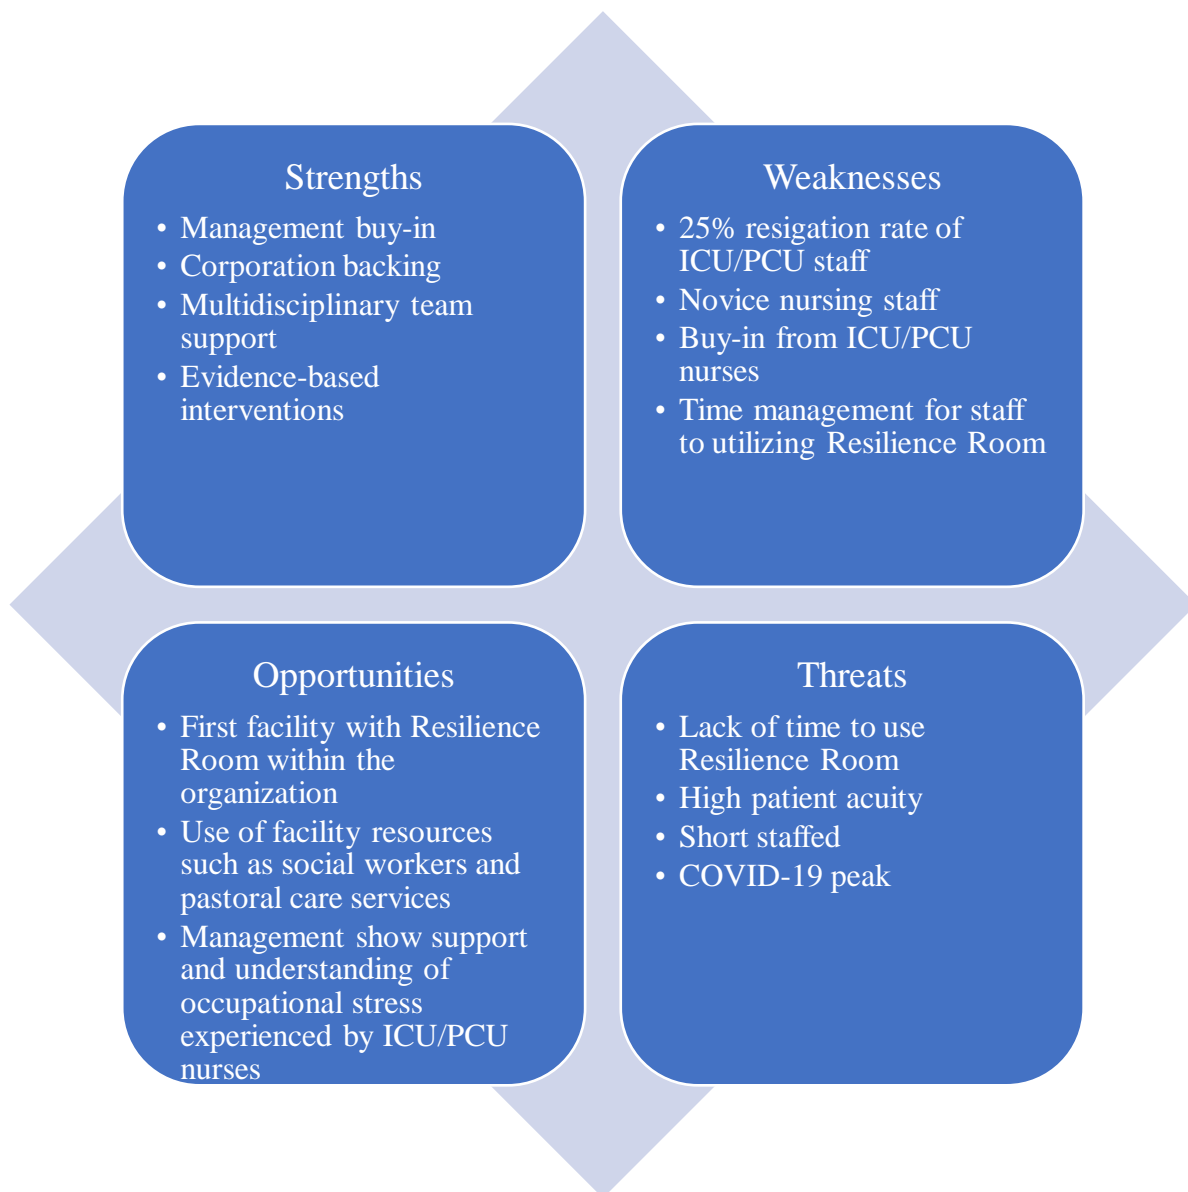 Strengths
• Management buy-in
• Corporation backing
• Multidisciplinary team
support
• Evidence-based
interventions
Weaknesses
• 25% resigation rate of
ICU/PCU staff
• Novice nursing staff
• Buy-in from ICU/PCU
nurses
• Time management for staff
to utilizing Resilience Room
Opportunities
• First facility with Resilience
Room within the
organization
• Use of facility resources
such as social workers and
pastoral care services
• Management show support
and understanding of
occupational stress
experienced by ICU/PCU
nurses
Threats
• Lack of time to use
Resilience Room
• High patient acuity
• Short staffed
• COVID-19 peak